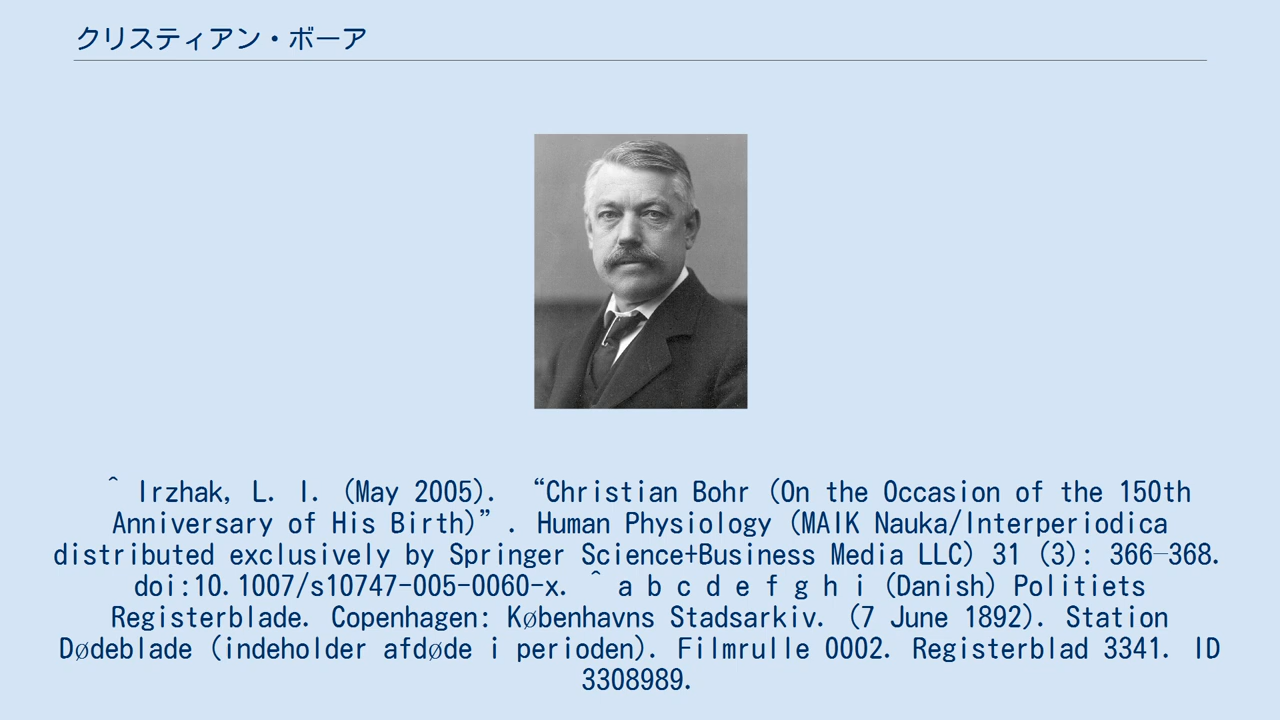 クリスティアン・ボーア
^ Irzhak, L. I. (May 2005). “Christian Bohr (On the Occasion of the 150th
Anniversary of His Birth)”. Human Physiology (MAIK Nauka/Interperiodica
distributed exclusively by Springer Science+Business Media LLC) 31 (3): 366–368.
doi:10.1007/s10747-005-0060-x. ^ a b c d e f g h i (Danish) Politiets
Registerblade. Copenhagen: Københavns Stadsarkiv. (7 June 1892). Station
Dødeblade (indeholder afdøde i perioden). Filmrulle 0002. Registerblad 3341. ID
3308989.